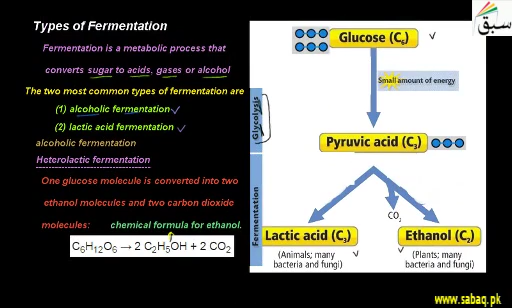 Types of Fermentation
Fermentation is a metabolic process that
converts sugar to acids, gases or alcohol
The two most common types of fermentation are
(1) alcoholic fermentation
(2) lactic acid fermentation
alcoholic fermentation
Heterolactic fermentation
One glucose molecule is converted into two
ethanol molecules and two carbon dioxide
molecules: chemical formula for ethanol.
C₆H₁₂O₆ → 2 C₂H₅OH + 2 CO₂
Glucose (C₆)
Small amount of energy
Glycolysis
Pyruvic acid (C₃)
Fermentation
CO₂
Lactic acid (C₃)
Ethanol (C₂)
(Animals; many
bacteria and fungi)
(Plants; many
bacteria and fungi)
سبق
www.sabaq.pk